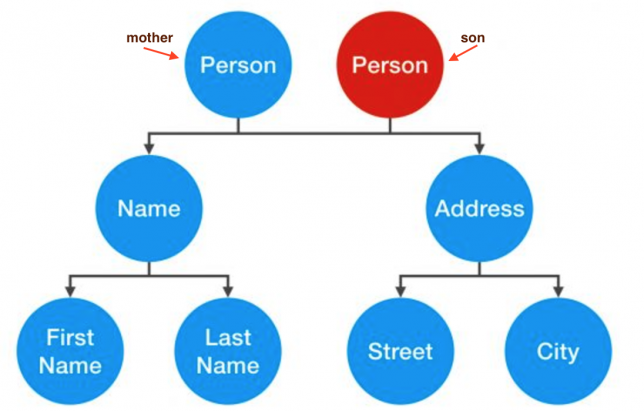 mother
son
Person
Person
Name
Address
First
Name
Last
Name
Street
City